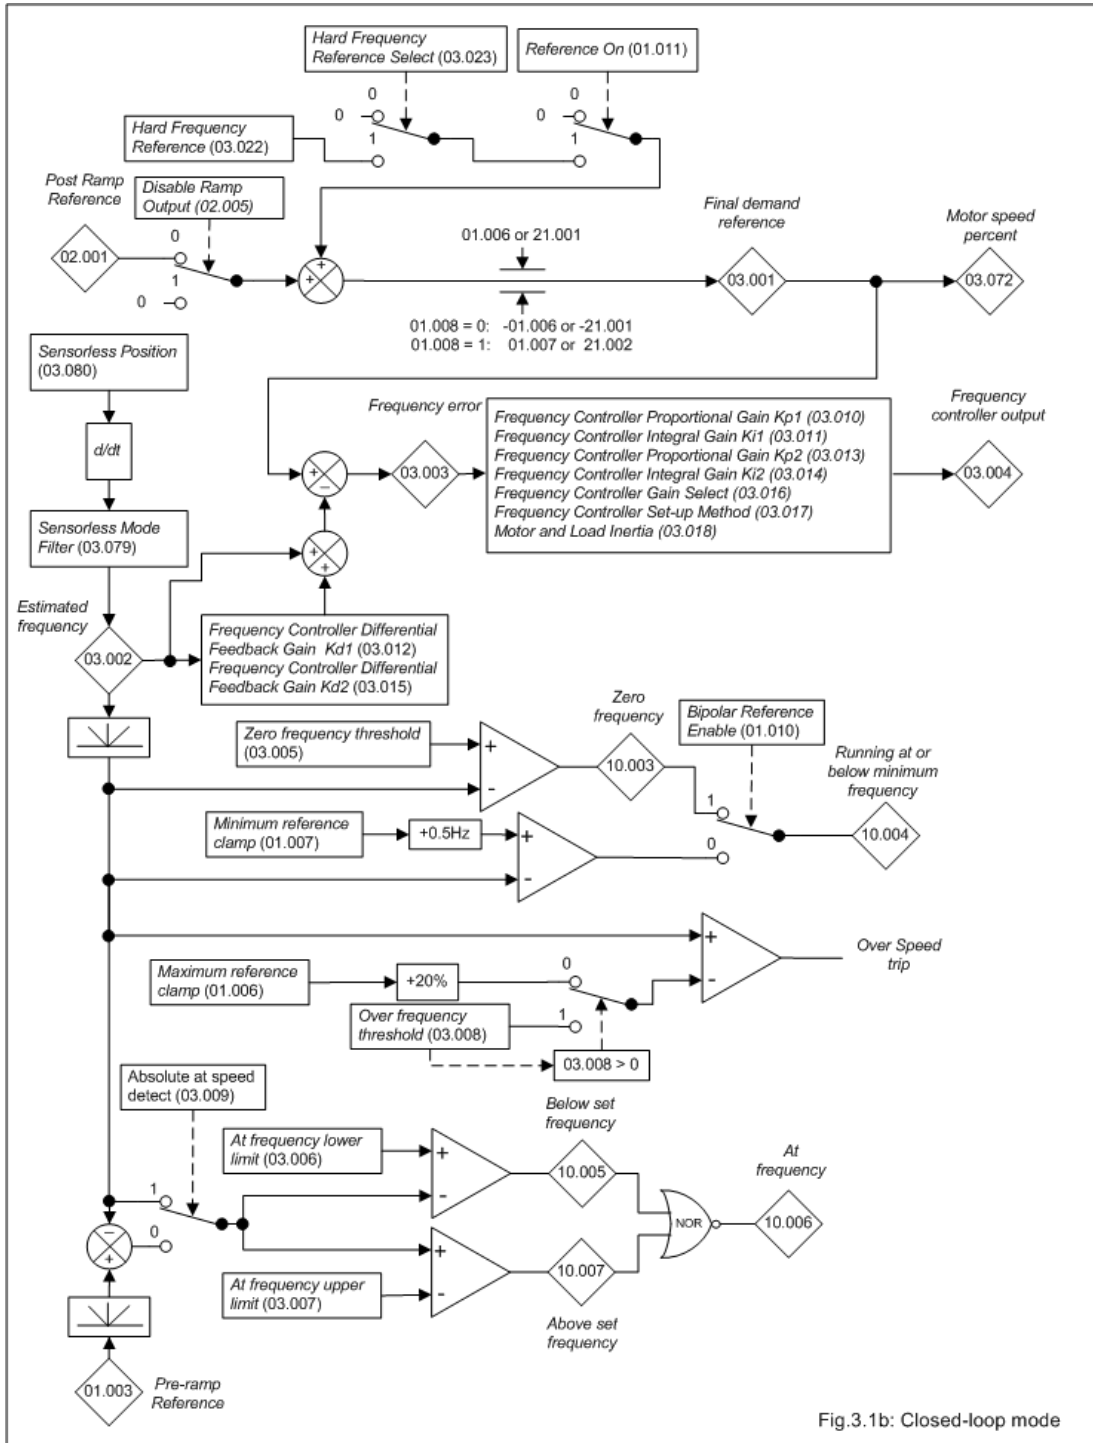 Hard Frequency
Reference Select (03.023)
Reference On (01.011)
0
0
0
0
Hard Frequency
Reference (03.022)
1
1
Post Ramp
Reference
Disable Ramp
Output (02.005)
Final demand
reference
Motor speed
percent
01.006 or 21.001
0
02.001
+
+
03.001
03.072
1
0
01.008 = 0: -01.006 or -21.001
01.008 = 1: 01.007 or 21.002
Sensorless Position
(03.080)
Frequency error
Frequency
controller output
d/dt
Frequency Controller Proportional Gain Kp1 (03.010)
Frequency Controller Integral Gain Ki1 (03.011)
Frequency Controller Proportional Gain Kp2 (03.013)
Frequency Controller Integral Gain Ki2 (03.014)
Frequency Controller Gain Select (03.016)
Frequency Controller Set-up Method (03.017)
Motor and Load Inertia (03.018)
+
-
03.003
03.004
Sensorless Mode
Filter (03.079)
+
+
Estimated
frequency
03.002
Frequency Controller Differential
Feedback Gain Kd1 (03.012)
Frequency Controller Differential
Feedback Gain Kd2 (03.015)
Zero
frequency
Bipolar Reference
Enable (01.010)
Zero frequency threshold
(03.005)
+
-
10.003
Running at or
below minimum
frequency
1
0
10.004
Minimum reference
clamp (01.007)
+0.5Hz
+
-
+
-
Over Speed
trip
Maximum reference
clamp (01.006)
+20%
0
Over frequency
threshold (03.008)
1
03.008 > 0
Absolute at speed
detect (03.009)
Below set
frequency
At frequency lower
limit (03.006)
+
-
10.005
At
frequency
1
0
NOR
10.006
-
+
+
-
10.007
At frequency upper
limit (03.007)
Above set
frequency
01.003
Pre-ramp
Reference
Fig.3.1b: Closed-loop mode